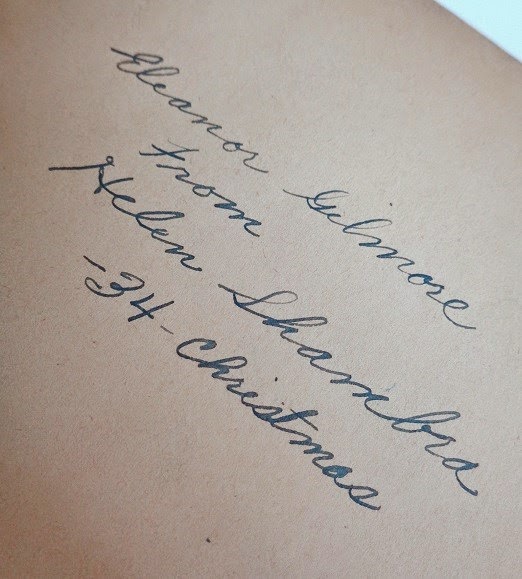 Eleanor Gilmore
From
Helen Shambra
-34- Christmas